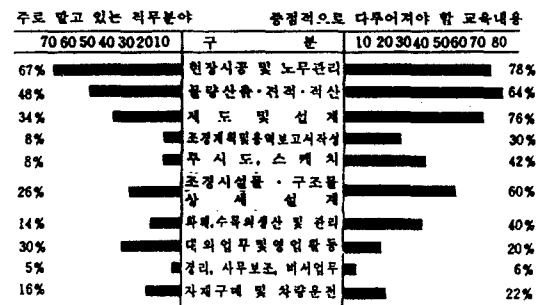 주로 맡고 있는 직무분야 중점적으로 다루어져야 할 교육내용
70 60 50 40 30 20 10 구 분 10 20 30 40 50 60 70 80
67% 현장시공 및 노무관리 78%
48% 물량산출·견적·적산 64%
34% 제 도 및 설 계 76%
8% 조경계획및용역보고서작성 30%
8% 투 시 도, 스 케 치 42%
조경시설물 · 구조물
26% 60%
상 세 설 계
14% 화훼,수목의생산 및 관리 40%
30% 대외업무및영업활동 20%
5% 경리, 사무보조, 비서업무 6%
16% 자재구매 및 차량운전 22%